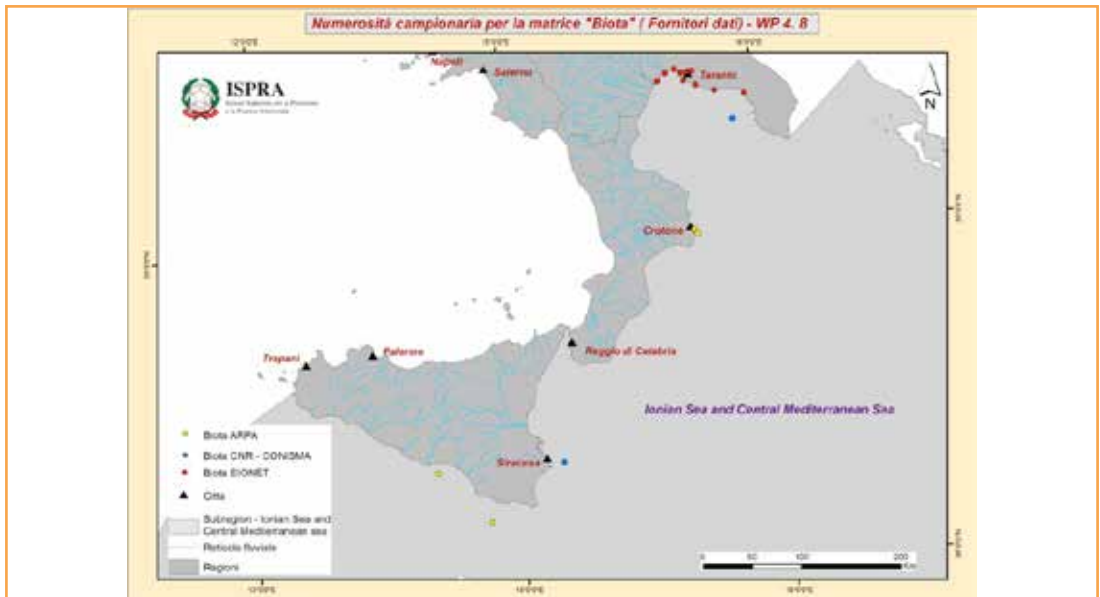 Numerosità campionaria per la matrice "Biota" ( Fornitori dati) - WP 4. 8
Napoli
Salerno
Taranto
ISPRA
N
Crotone
Reggio di Calabria
Trapani
Palermo
Ionian Sea and Central Mediterranean Sea
Siracusa
Biota ARPA
Biota CNR - CONISMA
Biota EIONET
Città
Subregion - Ionian Sea and
Central Mediterranean sea
Reticolo fluviale
Regioni
0 50 100 200
Km